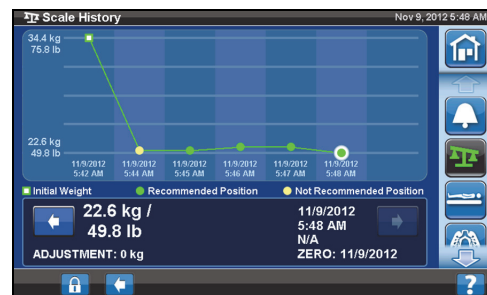 Scale History
Nov 9, 2012 5:48 AM
34.4 kg
75.8 lb
22.6 kg
49.8 lb
11/9/2012 11/9/2012 11/9/2012 11/9/2012 11/9/2012 11/9/2012
5:42 AM 5:44 AM 5:45 AM 5:46 AM 5:47 AM 5:48 AM
Initial Weight Recommended Position Not Recommended Position
22.6 kg /
49.8 lb
ADJUSTMENT: 0 kg
11/9/2012
5:48 AM
N/A
ZERO: 11/9/2012
?